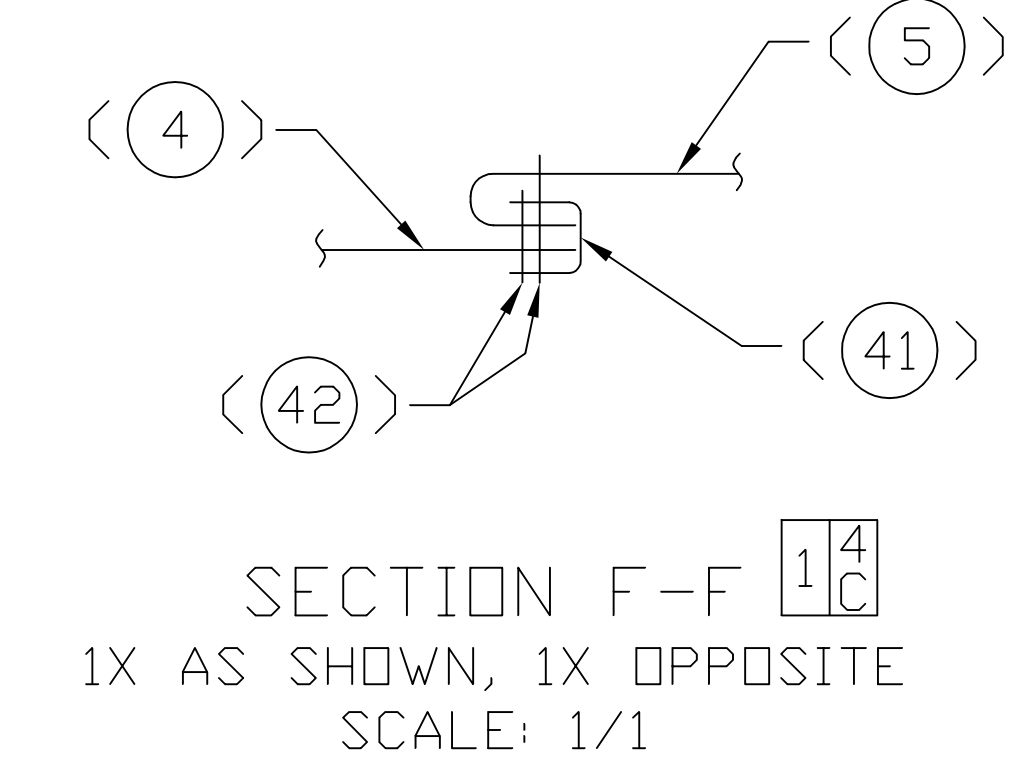 ( 5 )
( 4 )
( 41 )
( 42 )
SECTION F-F 1 4 C
1X AS SHOWN, 1X OPPOSITE
SCALE: 1/1